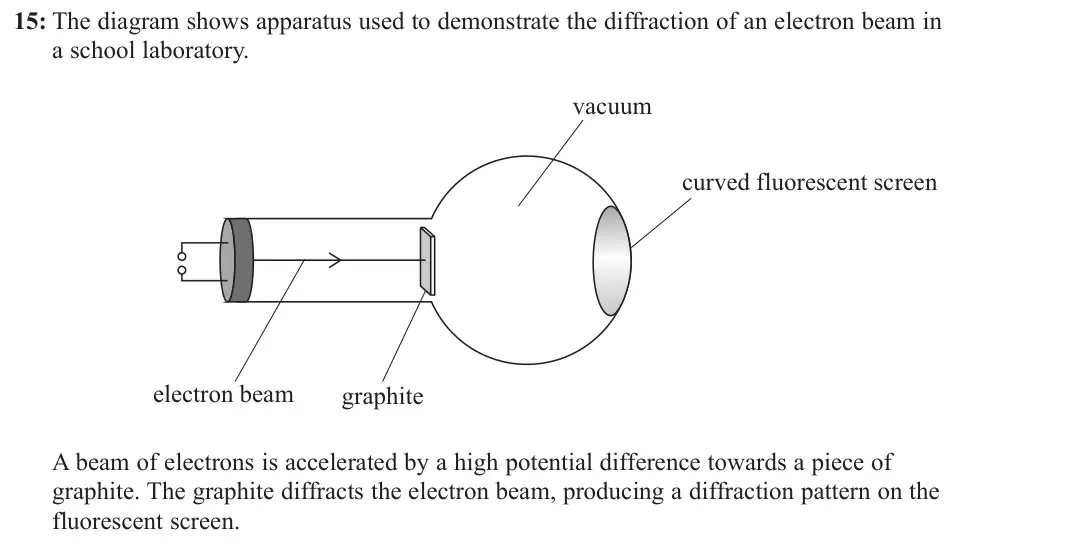 15: The diagram shows apparatus used to demonstrate the diffraction of an electron beam in
a school laboratory.
vacuum
curved fluorescent screen
electron beam
graphite
A beam of electrons is accelerated by a high potential difference towards a piece of
graphite. The graphite diffracts the electron beam, producing a diffraction pattern on the
fluorescent screen.